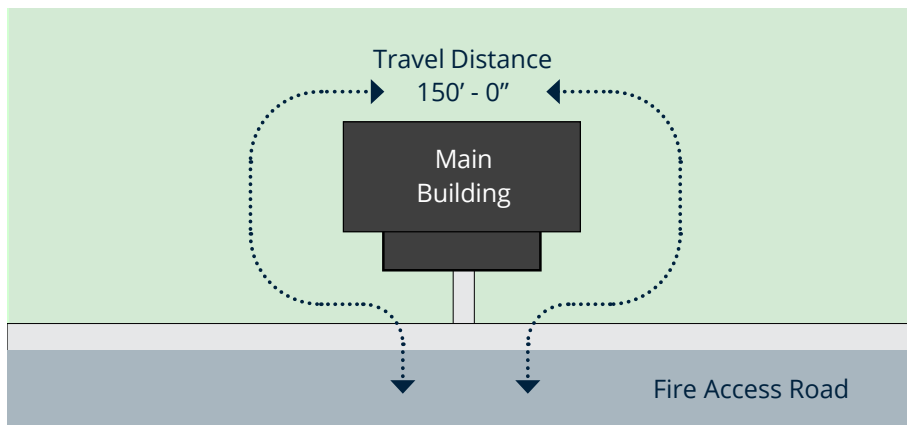 Travel Distance
150’ - 0”
Main
Building
Fire Access Road